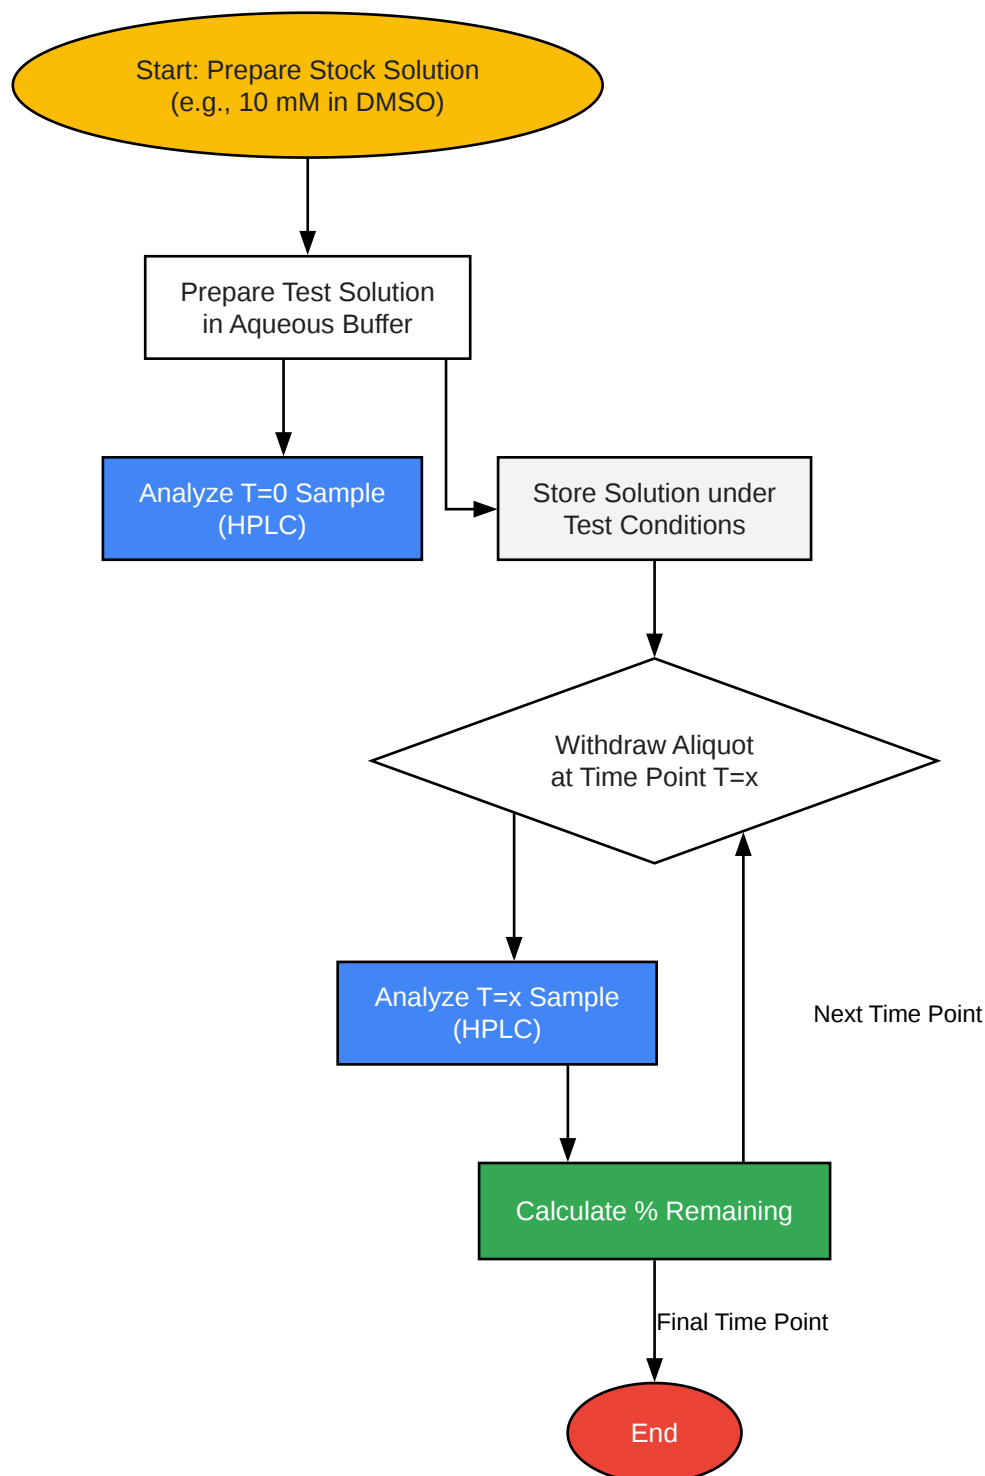 Start: Prepare Stock Solution
(e.g., 10 mM in DMSO)
Prepare Test Solution
in Aqueous Buffer
Analyze T=0 Sample
(HPLC)
Store Solution under
Test Conditions
Withdraw Aliquot
at Time Point T=x
Analyze T=x Sample
(HPLC)
Next Time Point
Calculate % Remaining
Final Time Point
End